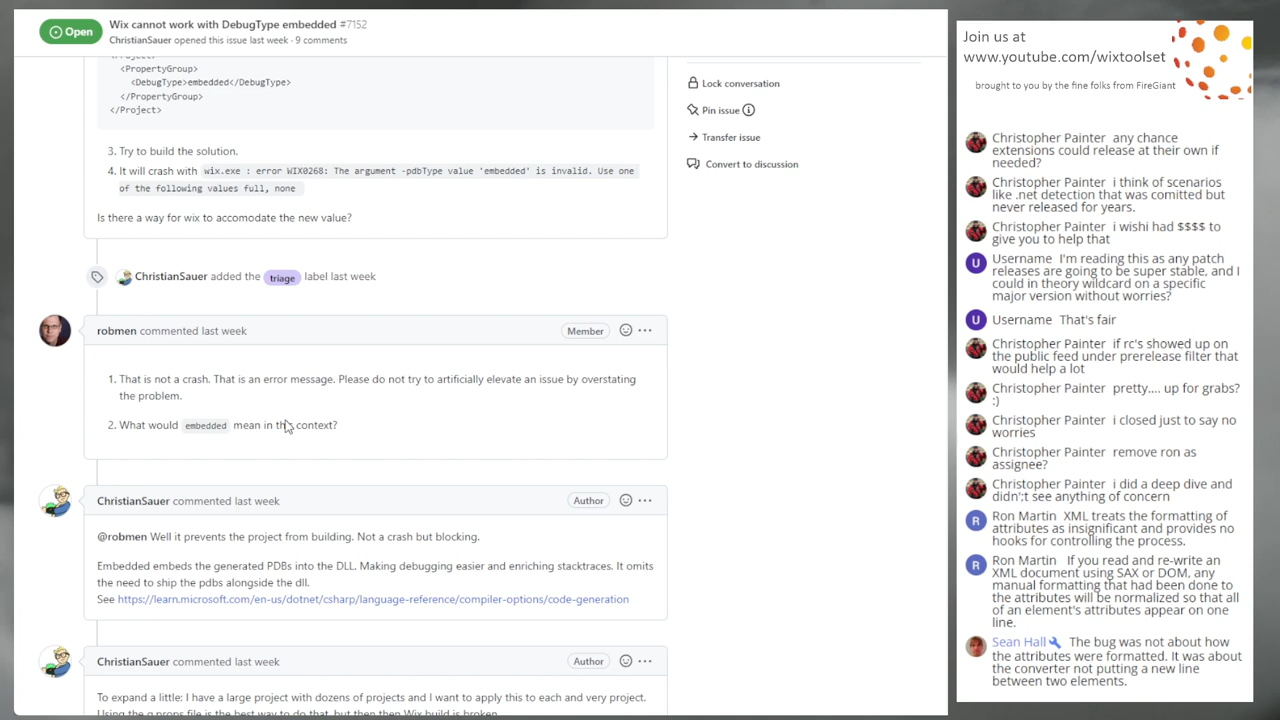 Open
Wix cannot work with DebugType embedded #7152
ChristianSauer opened this issue last week · 9 comments
<PropertyGroup>
<DebugType>embedded</DebugType>
</PropertyGroup>
</Project>
3. Try to build the solution.
4. It will crash with wix.exe : error WIX0268: The argument -pdbType value 'embedded' is invalid. Use one
of the following values full, none
Is there a way for wix to accomodate the new value?
ChristianSauer added the triage label last week
robmen commented last week
Member
1. That is not a crash. That is an error message. Please do not try to artificially elevate an issue by overstating
the problem.
2. What would embedded mean in this context?
ChristianSauer commented last week
Author
@robmen Well it prevents the project from building. Not a crash but blocking.
Embedded embeds the generated PDBs into the DLL. Making debugging easier and enriching stacktraces. It omits
the need to ship the pdbs alongside the dll.
See https://learn.microsoft.com/en-us/dotnet/csharp/language-reference/compiler-options/code-generation
ChristianSauer commented last week
Author
To expand a little: I have a large project with dozens of projects and I want to apply this to each and very project.
Lock conversation
Pin issue
Transfer issue
Convert to discussion
Join us at
www.youtube.com/wixtoolset
brought to you by the fine folks from FireGiant
Christopher Painter any chance
extensions could release at their own if
needed?
Christopher Painter i think of scenarios
like .net detection that was comitted but
never released for years.
Christopher Painter i wishi had $$$$ to
give you to help that
U
Username I'm reading this as any patch
releases are going to be super stable, and I
could in theory wildcard on a specific
major version without worries?
U
Username That's fair
Christopher Painter if rc's showed up on
the public feed under prerelease filter that
would help a lot
Christopher Painter pretty.... up for grabs?
:)
Christopher Painter i closed just to say no
worries
Christopher Painter remove ron as
assignee?
Christopher Painter i did a deep dive and
didn';t see anything of concern
R
Ron Martin XML treats the formatting of
attributes as insignificant and provides no
hooks for controlling the process.
R
Ron Martin If you read and re-write an
XML document using SAX or DOM, any
manual formatting that had been done to
the attributes will be normalized so that all
of an element's attributes appear on one
line.
Sean Hall The bug was not about how
the attributes were formatted. It was about
the converter not putting a new line
between two elements.